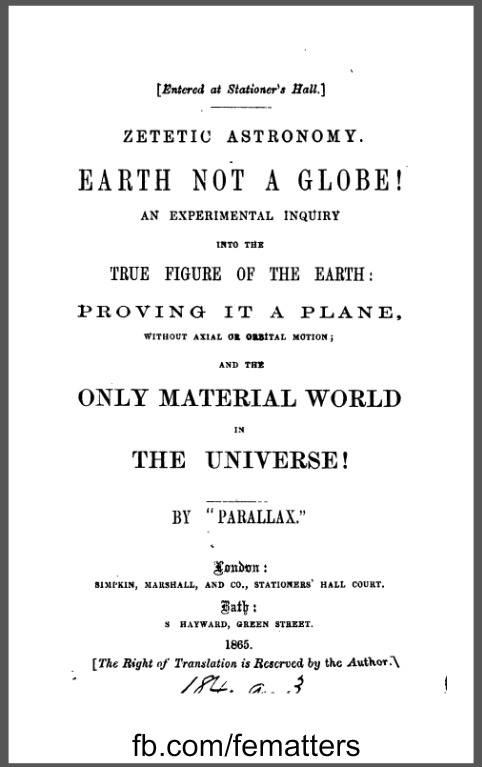 [Entered at Stationer's Hall.]
ZETETIC ASTRONOMY.
EARTH NOT A GLOBE!
AN EXPERIMENTAL INQUIRY
INTO THE
TRUE FIGURE OF THE EARTH:
PROVING IT A PLANE,
WITHOUT AXIAL OR ORBITAL MOTION;
AND THE
ONLY MATERIAL WORLD
IN
THE UNIVERSE!
BY "PARALLAX."
London:
SIMPKIN, MARSHALL, AND CO., STATIONERS' HALL COURT.
Bath:
S HAYWARD, GREEN STREET.
1865.
[The Right of Translation is Reserved by the Author.\
184. a. 3
fb.com/fematters